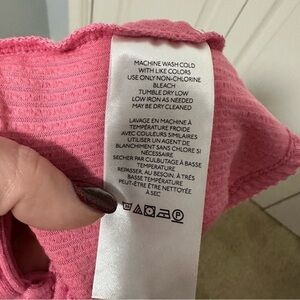 MACHINE WASH COLD
WITH LIKE COLORS
USE ONLY NON-CHLORINE
BLEACH
TUMBLE DRY LOW
LOW IRON AS NEEDED
MAY BE DRY CLEANED
LAVAGE EN MACHINE À
TEMPÉRATURE FROIDE
AVEC COULEURS SIMILAIRES
UTILISER UN AGENT DE
BLANCHIMENT SANS CHLORE SI
NÉCESSAIRE
SÉCHER PAR CULBUTAGE À BASSE
TEMPÉRATURE
REPASSER, AU BESOIN, À TRÈS
BASSE TEMPÉRATURE
PEUT-ÊTRE ÊTRE NETTOYÉ
À SEC